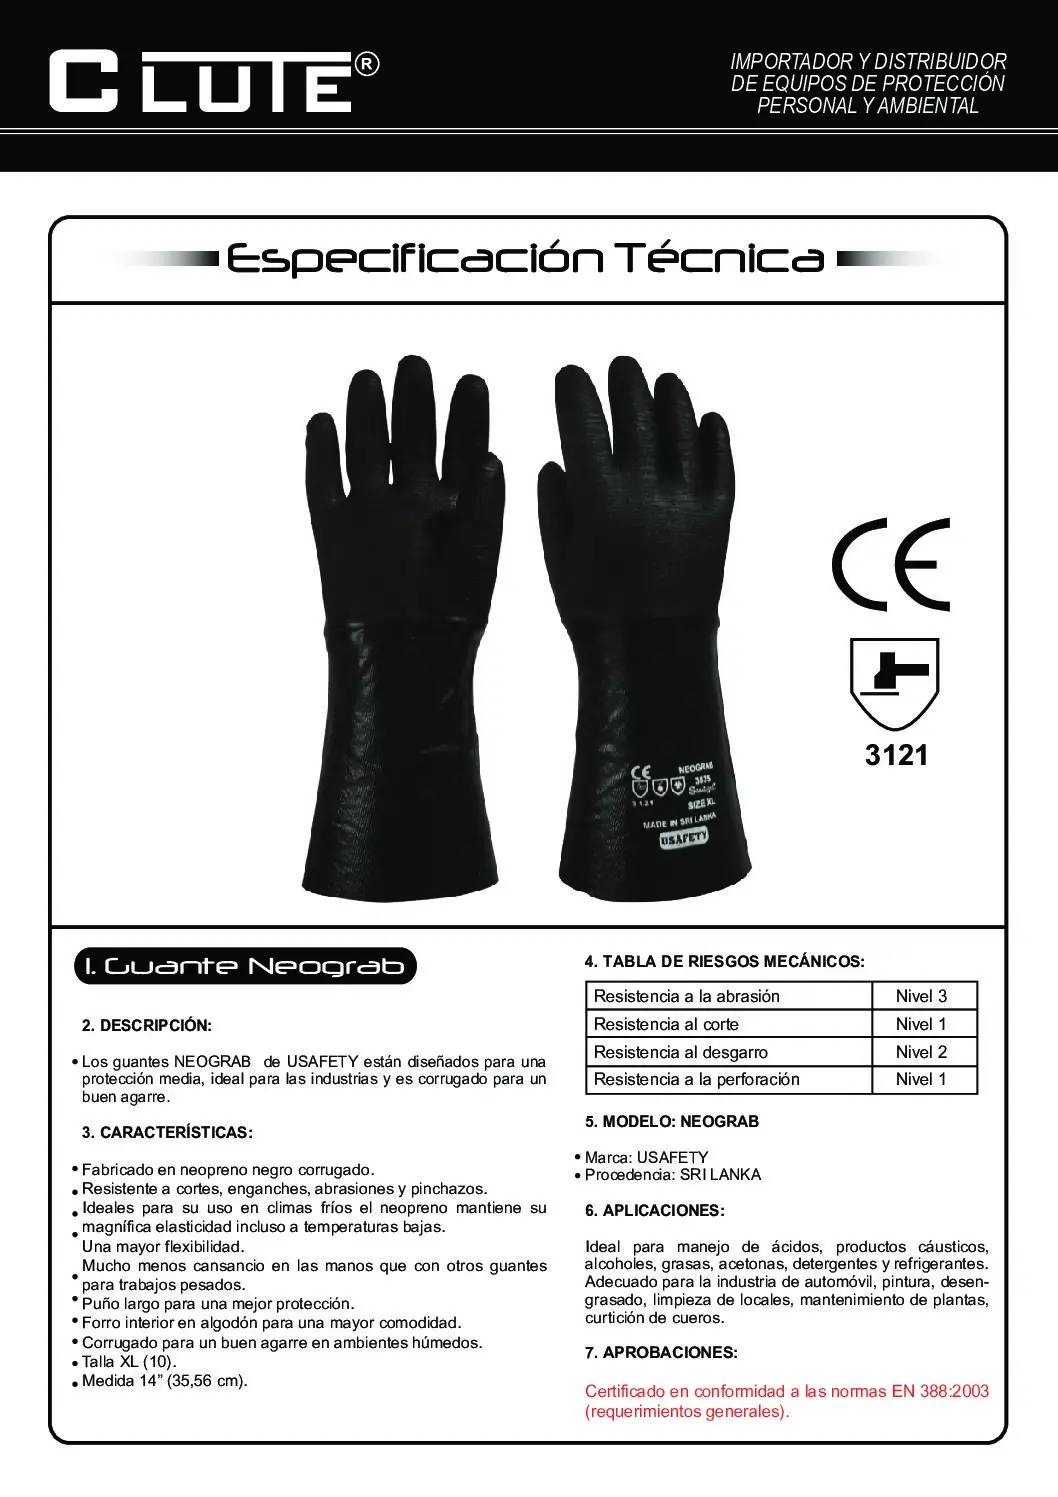 CLUTE®
IMPORTADOR Y DISTRIBUIDOR
DE EQUIPOS DE PROTECCIÓN
PERSONAL Y AMBIENTAL
Especificación Técnica
CE
3121
CE NEOGRAB
3875
3 1 2 1
SIZE XL
MADE IN SRI LANKA
USAFETY
1. Guante Neograb
2. DESCRIPCIÓN:
• Los guantes NEOGRAB de USAFETY están diseñados para una
protección media, ideal para las industrias y es corrugado para un
buen agarre.
3. CARACTERÍSTICAS:
• Fabricado en neopreno negro corrugado.
• Resistente a cortes, enganches, abrasiones y pinchazos.
• Ideales para su uso en climas fríos el neopreno mantiene su
• magnífica elasticidad incluso a temperaturas bajas.
Una mayor flexibilidad.
Mucho menos cansancio en las manos que con otros guantes
• para trabajos pesados.
• Puño largo para una mejor protección.
• Forro interior en algodón para una mayor comodidad.
• Corrugado para un buen agarre en ambientes húmedos.
• Talla XL (10).
• Medida 14” (35,56 cm).
4. TABLA DE RIESGOS MECÁNICOS:
Resistencia a la abrasión Nivel 3
Resistencia al corte Nivel 1
Resistencia al desgarro Nivel 2
Resistencia a la perforación Nivel 1
5. MODELO: NEOGRAB
• Marca: USAFETY
• Procedencia: SRI LANKA
6. APLICACIONES:
Ideal para manejo de ácidos, productos cáusticos,
alcoholes, grasas, acetonas, detergentes y refrigerantes.
Adecuado para la industria de automóvil, pintura, desen-
grasado, limpieza de locales, mantenimiento de plantas,
curtición de cueros.
7. APROBACIONES:
Certificado en conformidad a las normas EN 388:2003
(requerimientos generales).